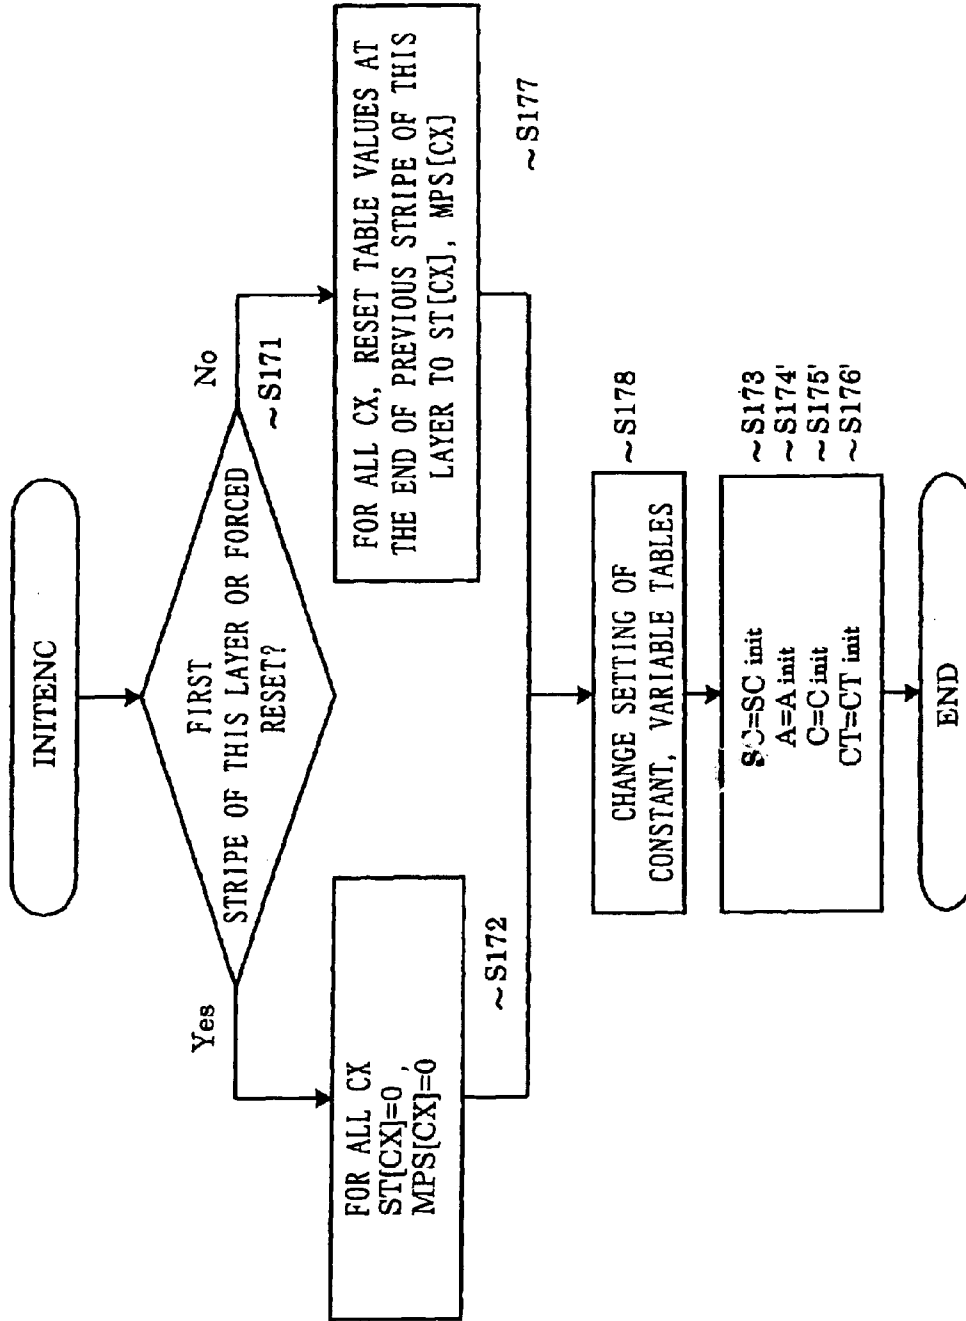 INITENC
FIRST
STRIPE OF THIS LAYER OR FORCED
RESET?
~S171
Yes
No
FOR ALL CX
ST[CX]=0 ,
MPS[CX]=0
~S172
FOR ALL CX, RESET TABLE VALUES AT
THE END OF PREVIOUS STRIPE OF THIS
LAYER TO ST[CX], MPS[CX]
~S177
CHANGE SETTING OF
CONSTANT, VARIABLE TABLES
~S178
SC=SC init ~S173
A=A init ~S174'
C=C init ~S175'
CT=CT init ~S176'
END